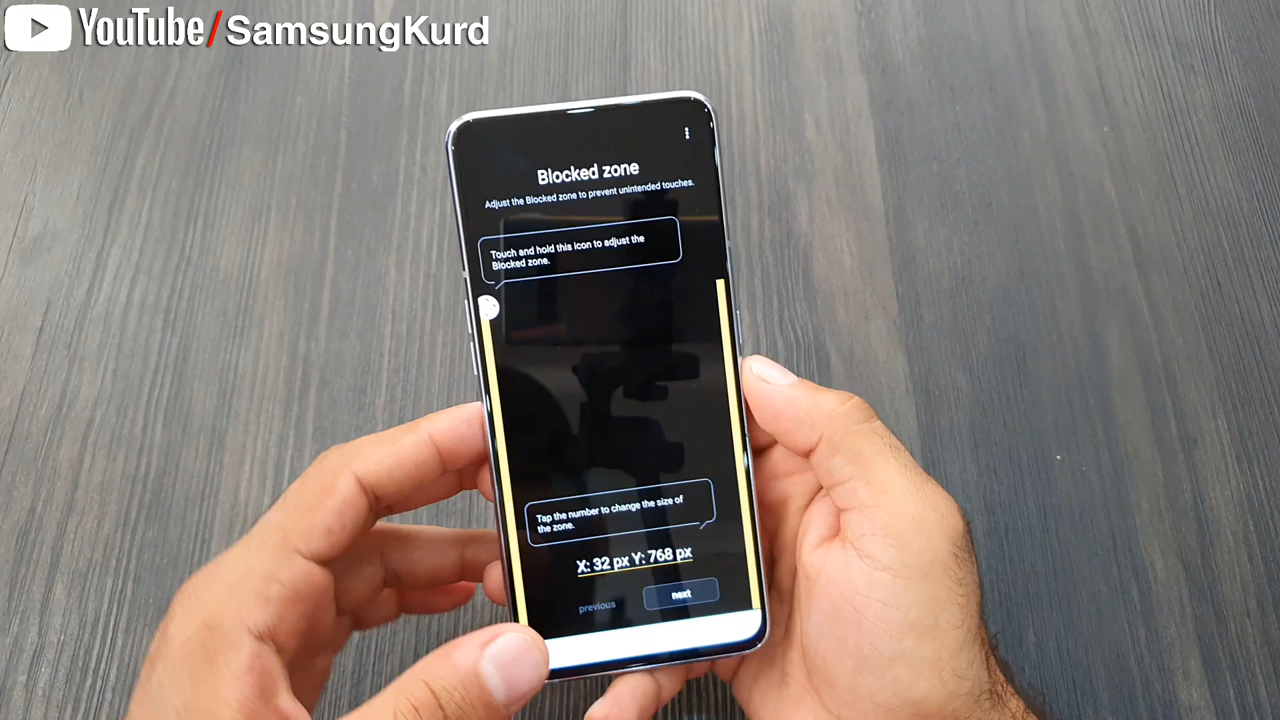 YouTube/SamsungKurd
Blocked zone
Adjust the Blocked zone to prevent unintended touches.
Touch and hold this icon to adjust the
Blocked zone.
Tap the number to change the size of
the zone.
X: 32 px Y: 768 px
previous
next